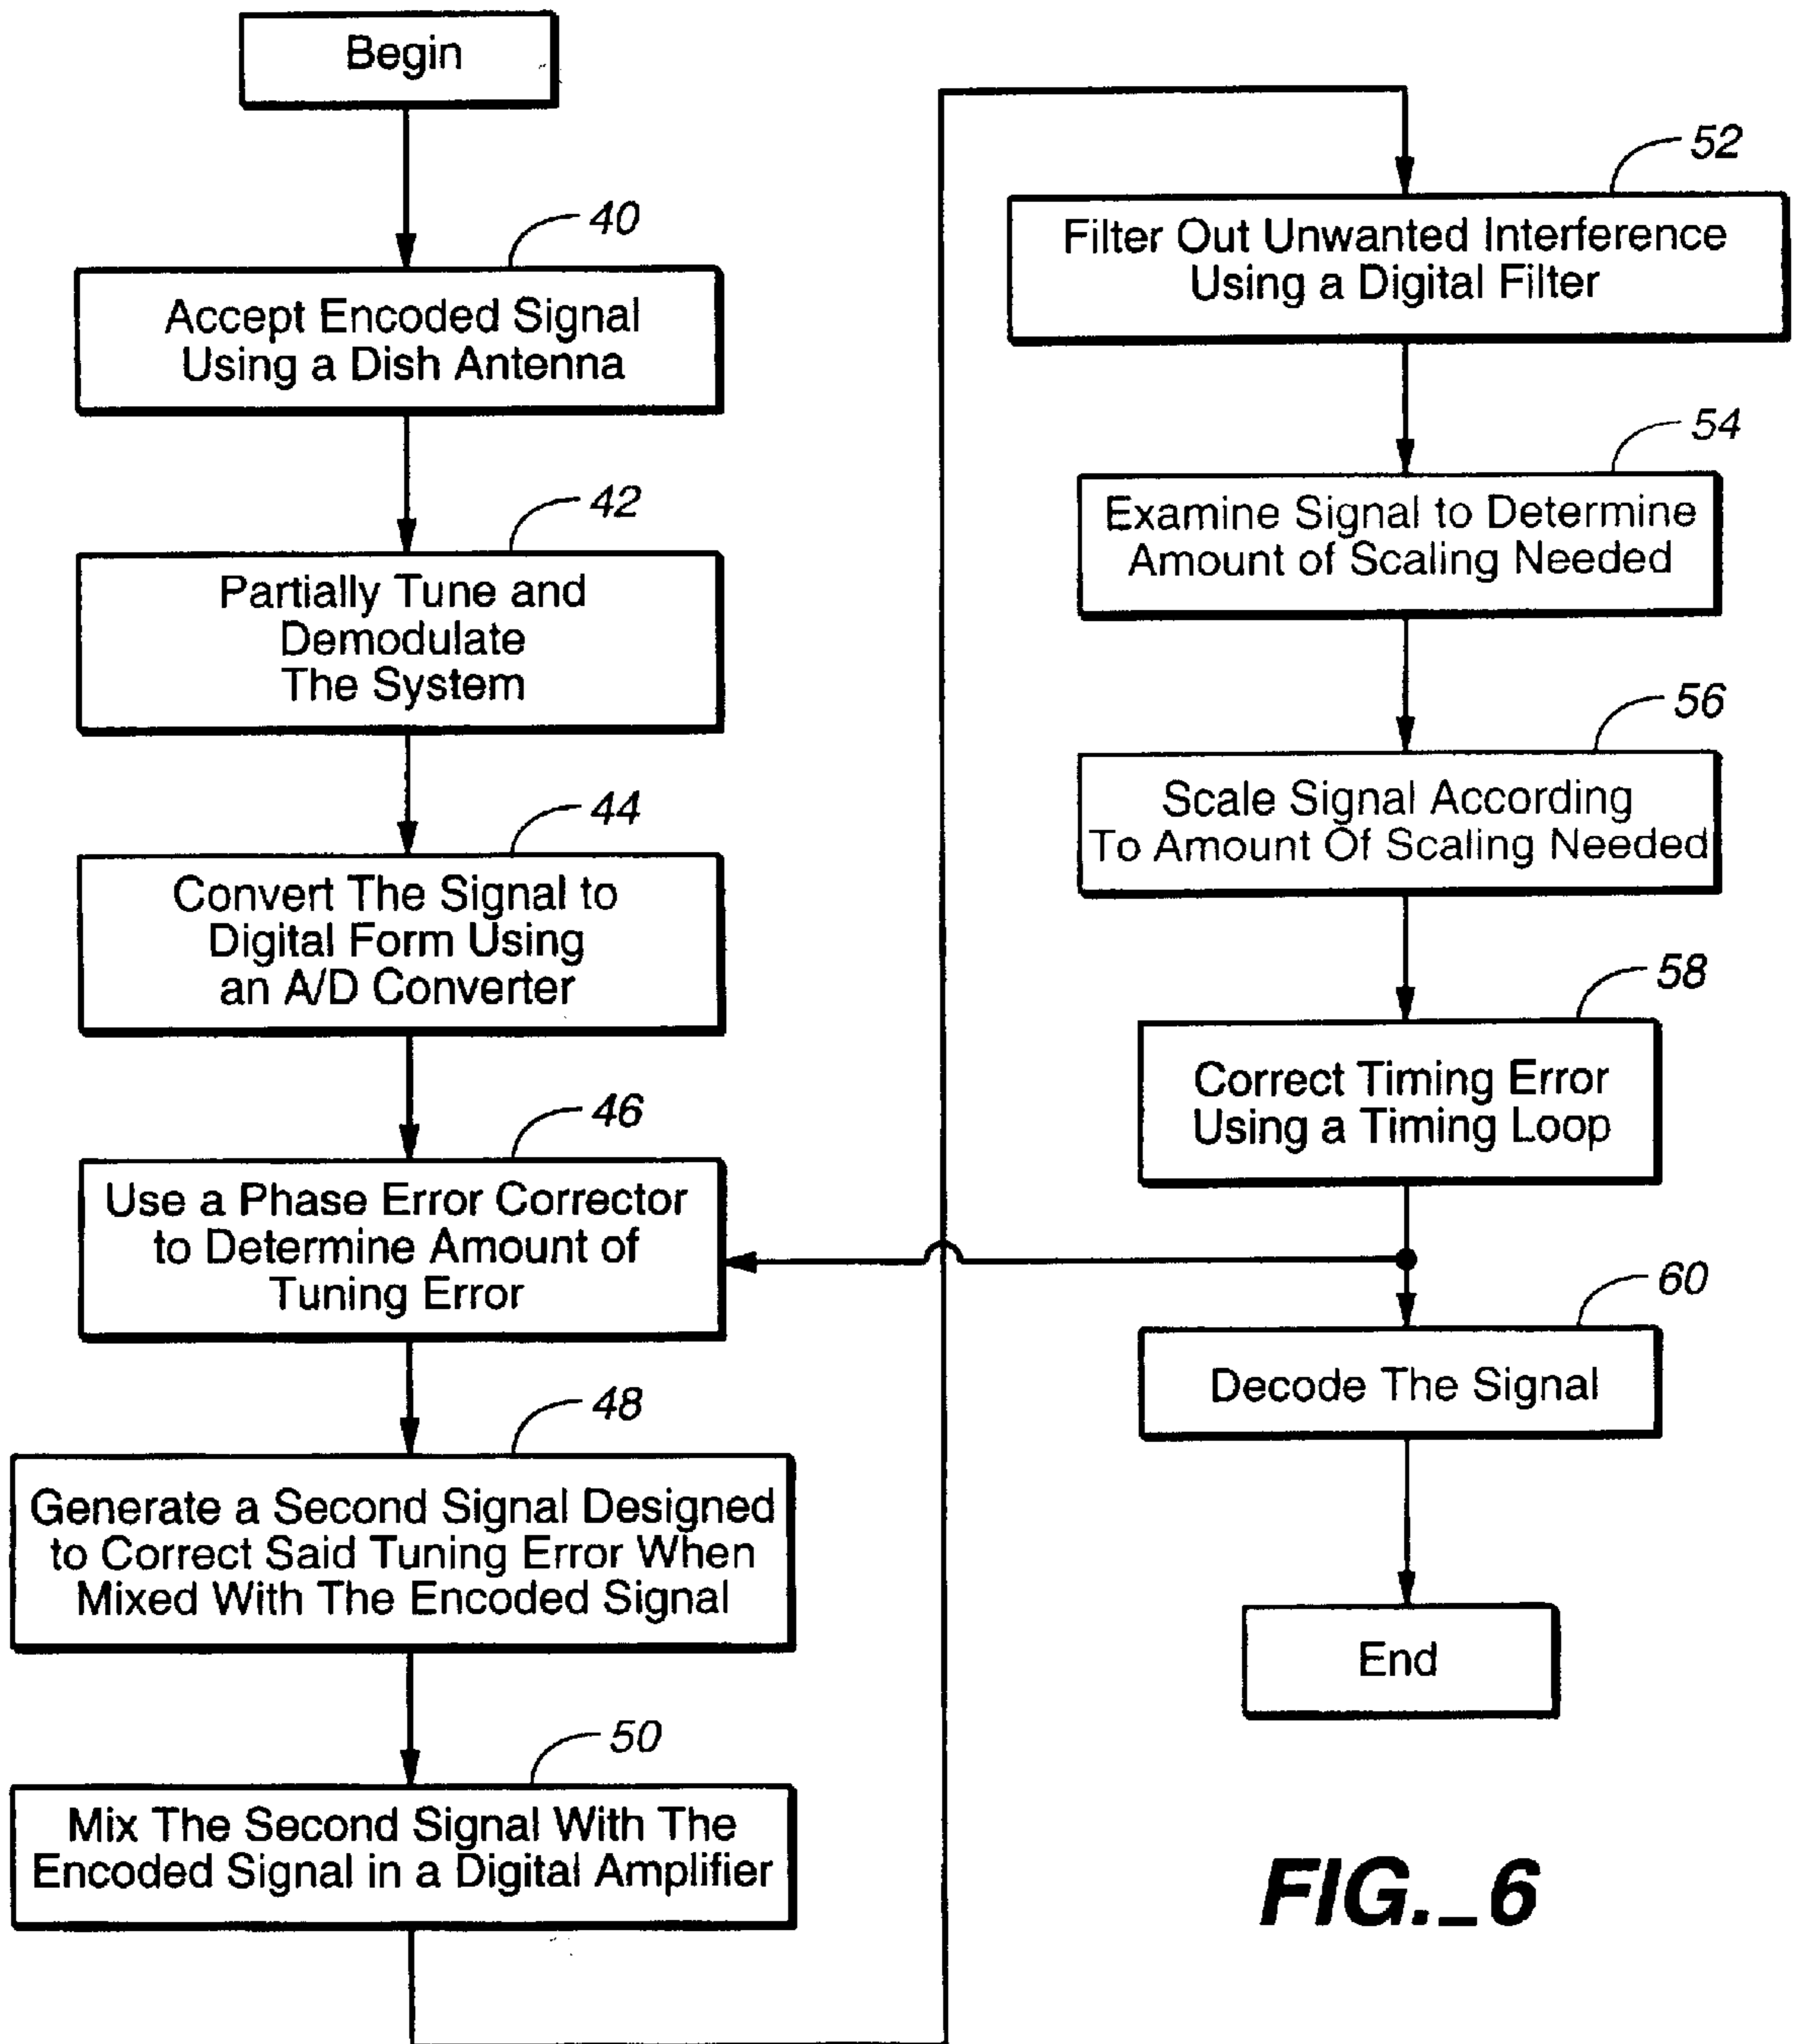 Begin
40
Accept Encoded Signal
Using a Dish Antenna
42
Partially Tune and
Demodulate
The System
44
Convert The Signal to
Digital Form Using
an A/D Converter
46
Use a Phase Error Corrector
to Determine Amount of
Tuning Error
48
Generate a Second Signal Designed
to Correct Said Tuning Error When
Mixed With The Encoded Signal
50
Mix The Second Signal With The
Encoded Signal in a Digital Amplifier
52
Filter Out Unwanted Interference
Using a Digital Filter
54
Examine Signal to Determine
Amount of Scaling Needed
56
Scale Signal According
To Amount Of Scaling Needed
58
Correct Timing Error
Using a Timing Loop
60
Decode The Signal
End
FIG._6